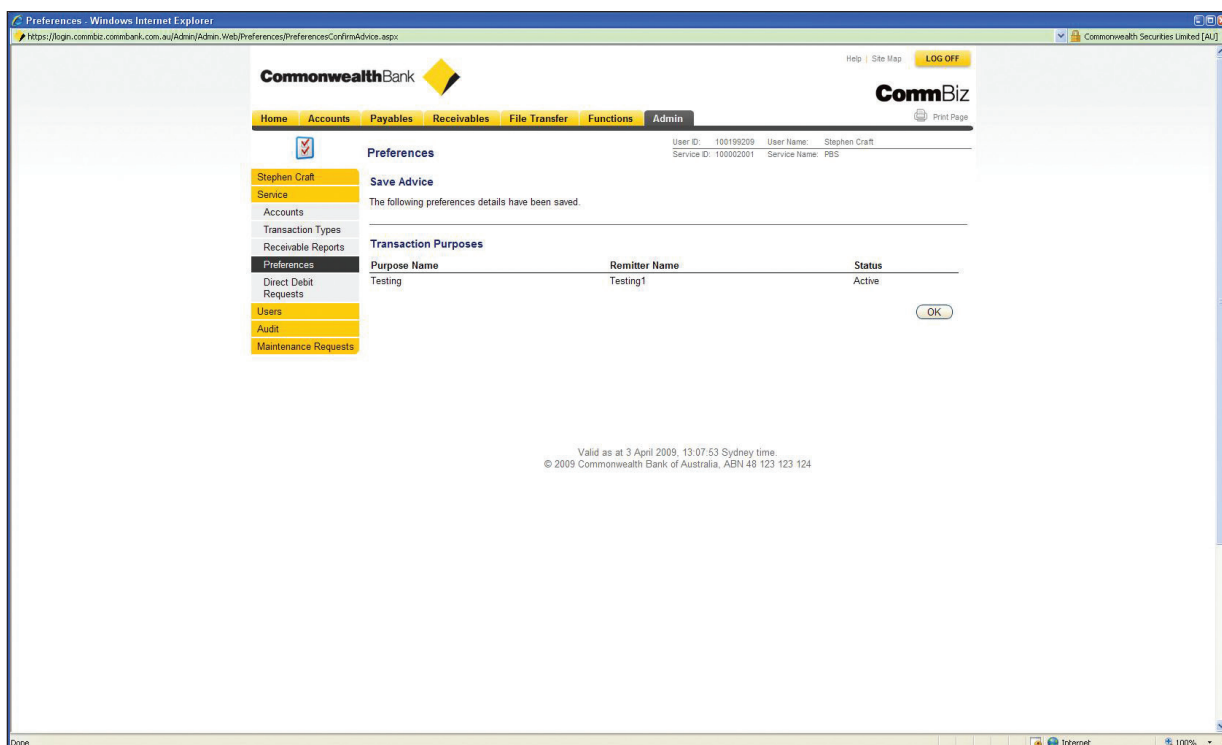 Preferences - Windows Internet Explorer
https://login.commbiz.commbank.com.au/Admin/Admin.Web/Preferences/PreferencesConfirmAdvice.aspx
Commonwealth Securities Limited [AU]
Help | Site Map LOG OFF
CommonwealthBank
CommBiz
Home Accounts Payables Receivables File Transfer Functions Admin
Print Page
User ID: 100199209 User Name: Stephen Craft
Preferences
Service ID: 100002001 Service Name: PBS
Stephen Craft
Service
Accounts
Transaction Types
Receivable Reports
Preferences
Direct Debit
Requests
Users
Audit
Maintenance Requests
Save Advice
The following preferences details have been saved.
Transaction Purposes
Purpose Name Remitter Name Status
Testing Testing1 Active
OK
Valid as at 3 April 2009, 13:07:53 Sydney time.
© 2009 Commonwealth Bank of Australia, ABN 48 123 123 124
Done
Internet
100%